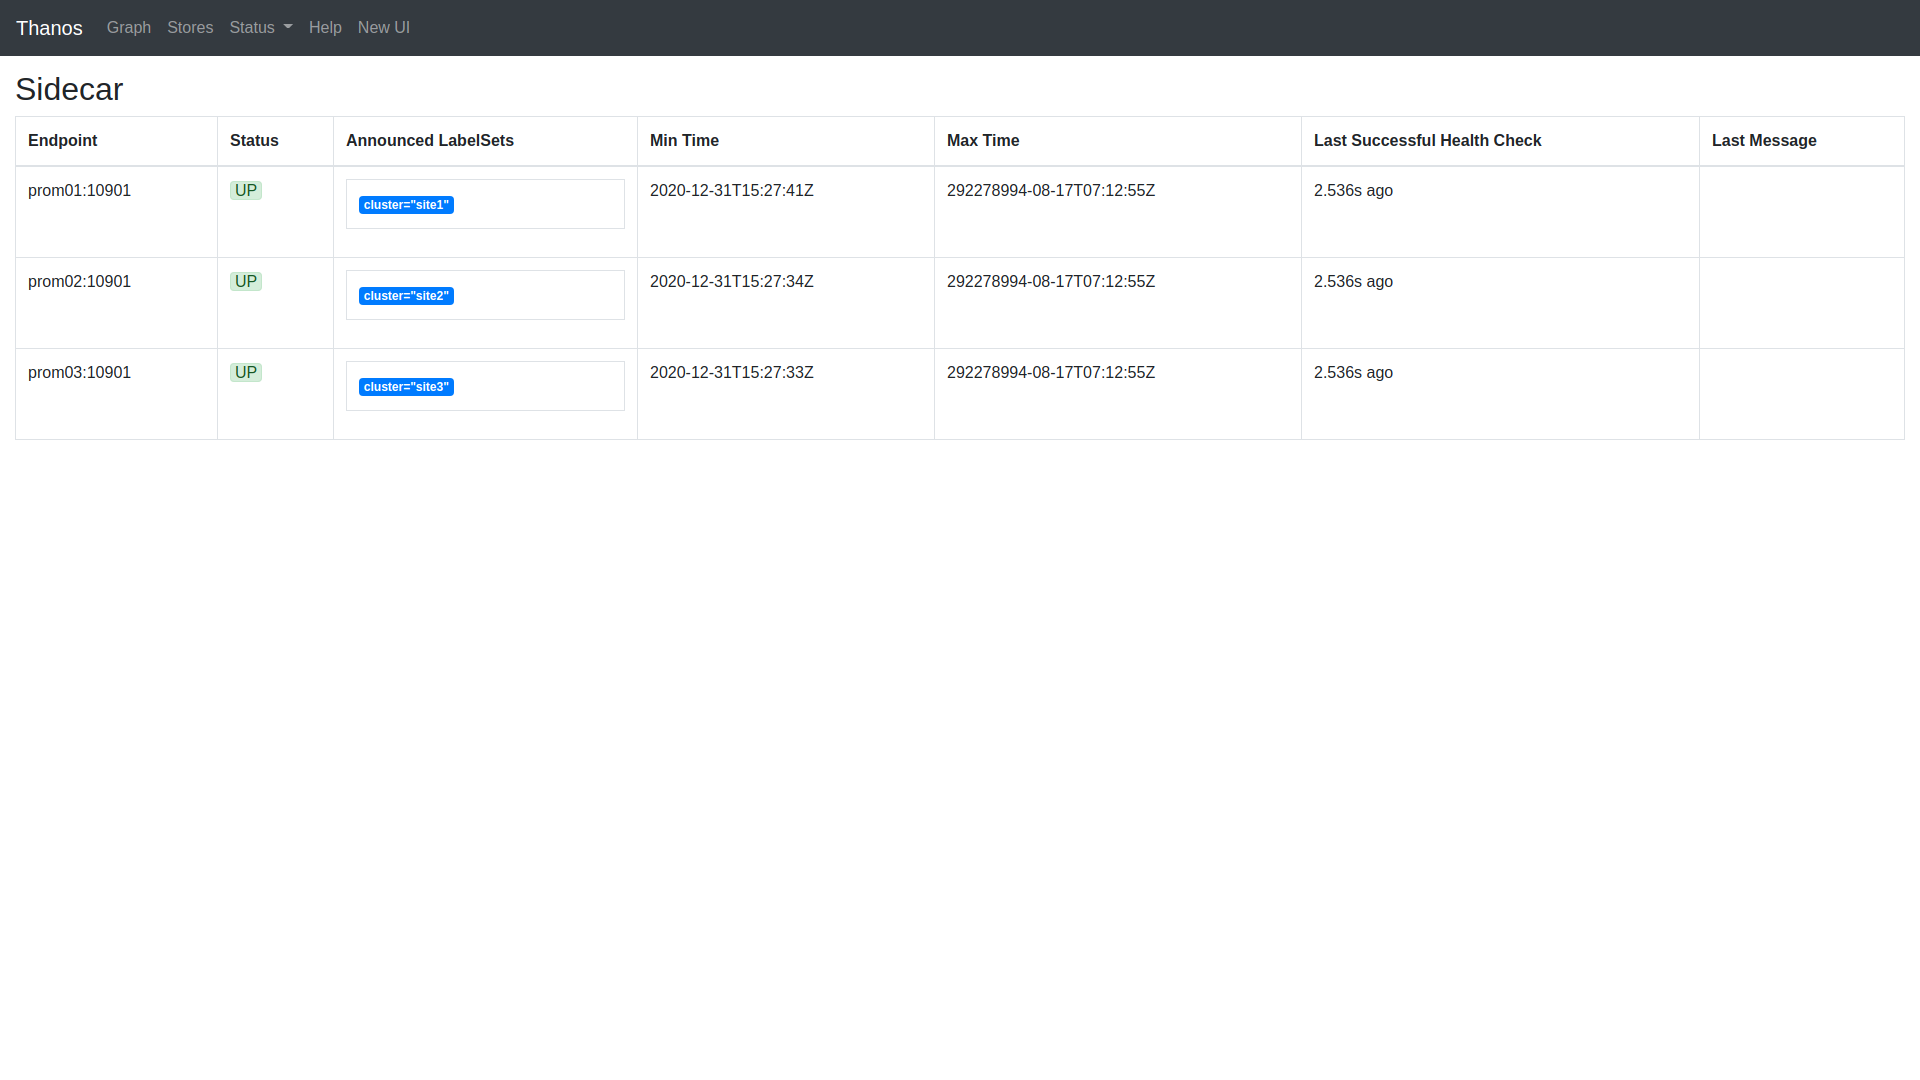 Thanos Graph Stores Status Help New UI
Sidecar
Endpoint Status Announced LabelSets Min Time Max Time Last Successful Health Check Last Message
prom01:10901 UP cluster="site1" 2020-12-31T15:27:41Z 292278994-08-17T07:12:55Z 2.536s ago
prom02:10901 UP cluster="site2" 2020-12-31T15:27:34Z 292278994-08-17T07:12:55Z 2.536s ago
prom03:10901 UP cluster="site3" 2020-12-31T15:27:33Z 292278994-08-17T07:12:55Z 2.536s ago